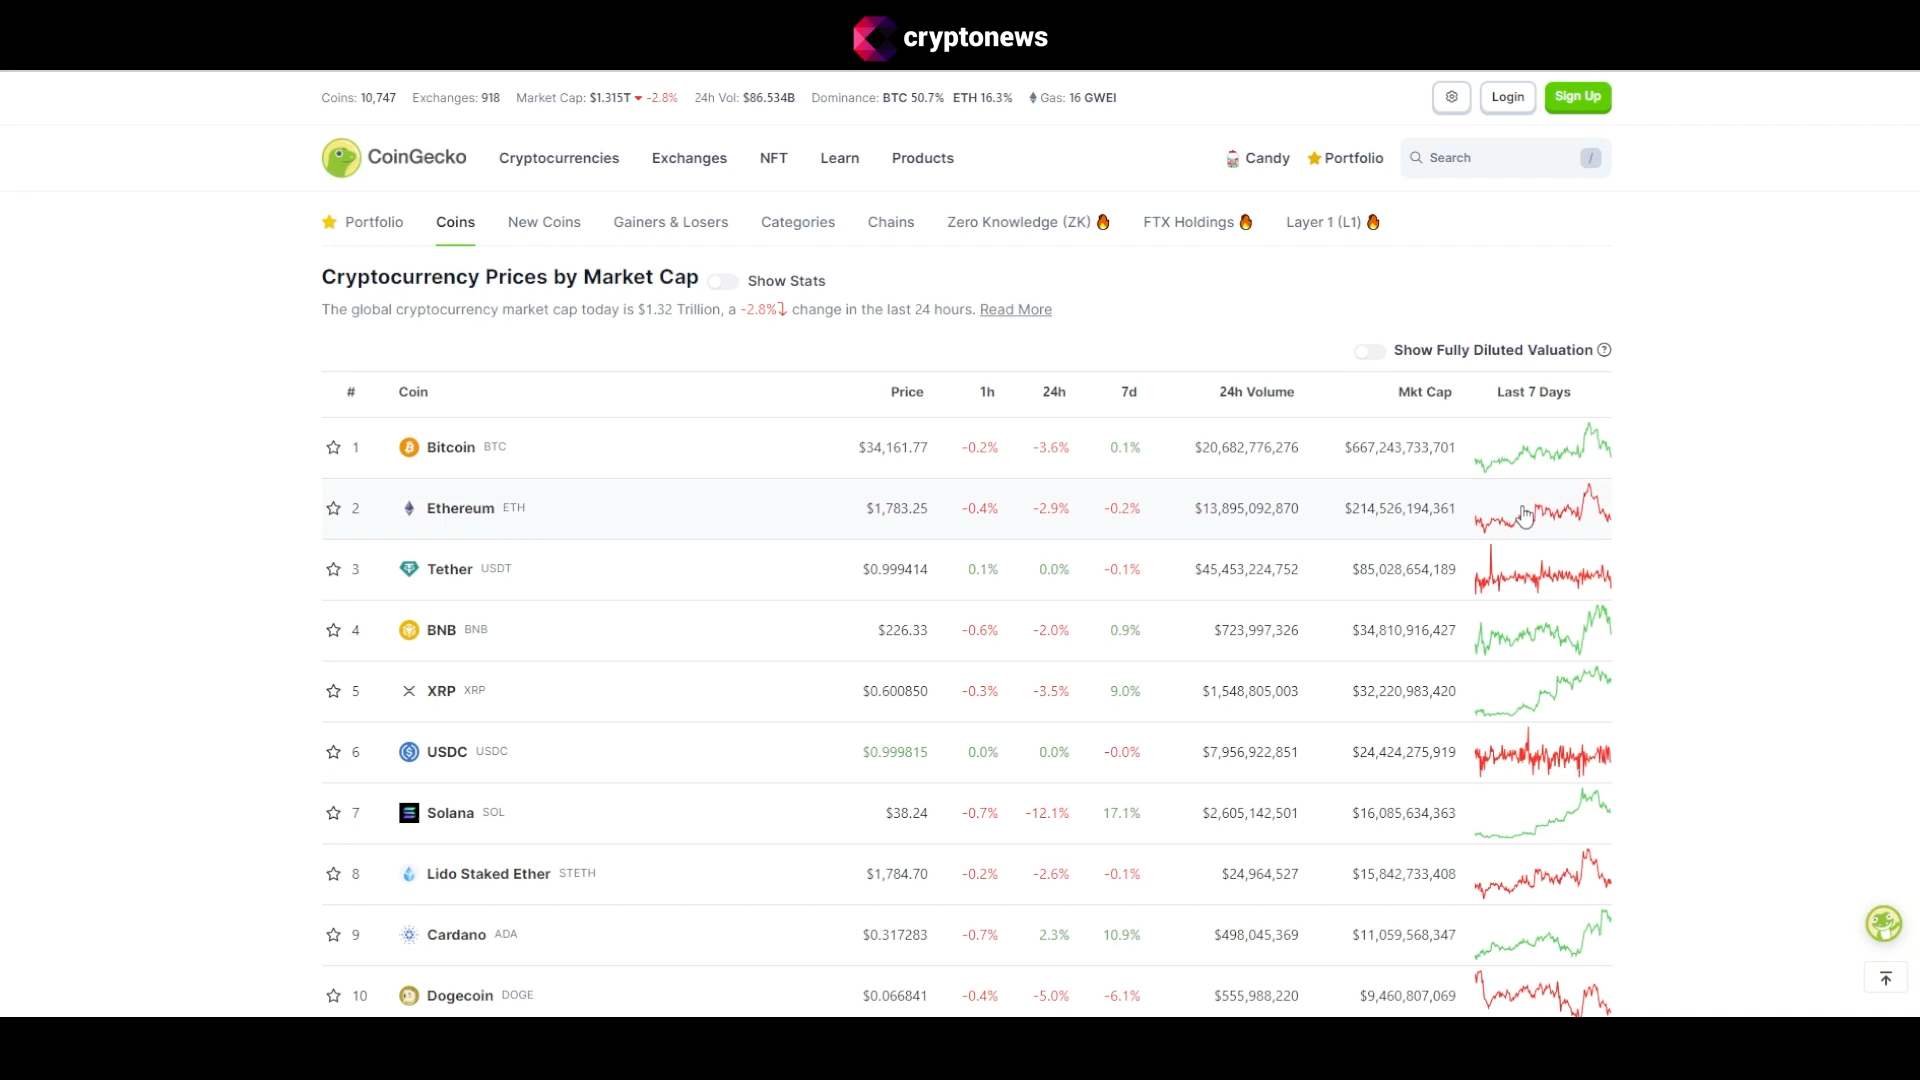 cryptonews
Coins: 10,747 Exchanges: 918 Market Cap: $1.315T -2.8% 24h Vol: $86.534B Dominance: BTC 50.7% ETH 16.3% Gas: 16 GWEI Login Sign Up
CoinGecko Cryptocurrencies Exchanges NFT Learn Products Candy Portfolio Search /
Portfolio Coins New Coins Gainers & Losers Categories Chains Zero Knowledge (ZK) FTX Holdings Layer 1 (L1)
Cryptocurrency Prices by Market Cap Show Stats
The global cryptocurrency market cap today is $1.32 Trillion, a -2.8% change in the last 24 hours. Read More
Show Fully Diluted Valuation ?
# Coin Price 1h 24h 7d 24h Volume Mkt Cap Last 7 Days
1 Bitcoin BTC $34,161.77 -0.2% -3.6% 0.1% $20,682,776,276 $667,243,733,701
2 Ethereum ETH $1,783.25 -0.4% -2.9% -0.2% $13,895,092,870 $214,526,194,361
3 Tether USDT $0.999414 0.1% 0.0% -0.1% $45,453,224,752 $85,028,654,189
4 BNB BNB $226.33 -0.6% -2.0% 0.9% $723,997,326 $34,810,916,427
5 XRP XRP $0.600850 -0.3% -3.5% 9.0% $1,548,805,003 $32,220,983,420
6 USDC USDC $0.999815 0.0% 0.0% -0.0% $7,956,922,851 $24,424,275,919
7 Solana SOL $38.24 -0.7% -12.1% 17.1% $2,605,142,501 $16,085,634,363
8 Lido Staked Ether STETH $1,784.70 -0.2% -2.6% -0.1% $24,964,527 $15,842,733,408
9 Cardano ADA $0.317283 -0.7% 2.3% 10.9% $498,045,369 $11,059,568,347
10 Dogecoin DOGE $0.066841 -0.4% -5.0% -6.1% $555,988,220 $9,460,807,069